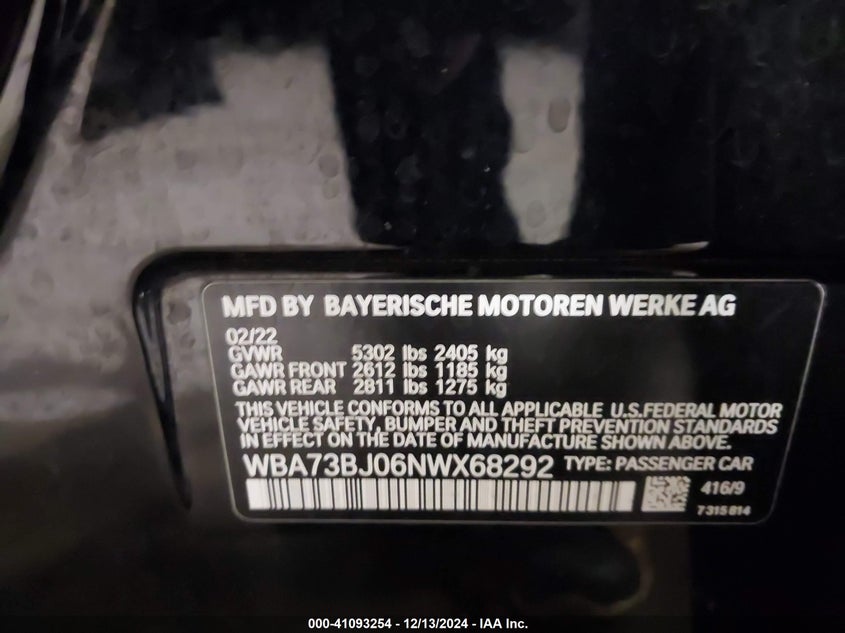 MFD BY BAYERISCHE MOTOREN WERKE AG
02/22
GVWR 5302 lbs 2405 kg
GAWR FRONT 2612 lbs 1185 kg
GAWR REAR 2811 lbs 1275 kg
THIS VEHICLE CONFORMS TO ALL APPLICABLE U.S.FEDERAL MOTOR
VEHICLE SAFETY, BUMPER AND THEFT PREVENTION STANDARDS
IN EFFECT ON THE DATE OF MANUFACTURE SHOWN ABOVE.
WBA73BJ06NWX68292 TYPE: PASSENGER CAR
416/9
7 315 814
000-41093254 - 12/13/2024 - IAA Inc.